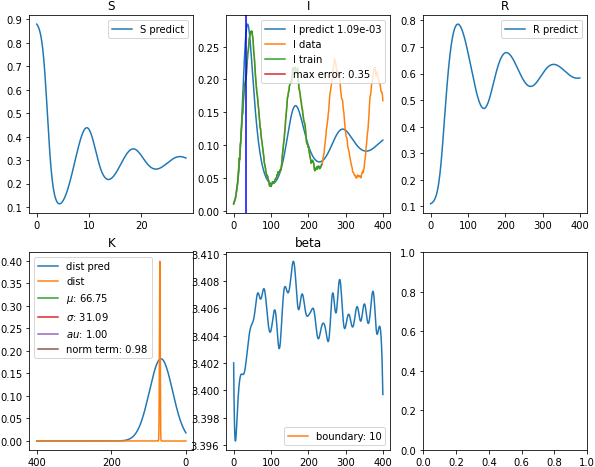 S
I
R
S predict
I predict 1.09e-03
I data
I train
max error: 0.35
R predict
0.9
0.8
0.7
0.6
0.5
0.4
0.3
0.2
0.1
0 10 20
0.25
0.20
0.15
0.10
0.05
0.00
0 100 200 300 400
0.8
0.7
0.6
0.5
0.4
0.3
0.2
0.1
0 100 200 300 400
K
beta
dist pred
dist
μ: 66.75
σ: 31.09
au: 1.00
norm term: 0.98
0.40
0.35
0.30
0.25
0.20
0.15
0.10
0.05
0.00
400 200 0
3.410
3.408
3.406
3.404
3.402
3.400
3.398
3.396
boundary: 10
0 100 200 300 400
1.0
0.8
0.6
0.4
0.2
0.0
0.0 0.2 0.4 0.6 0.8 1.0